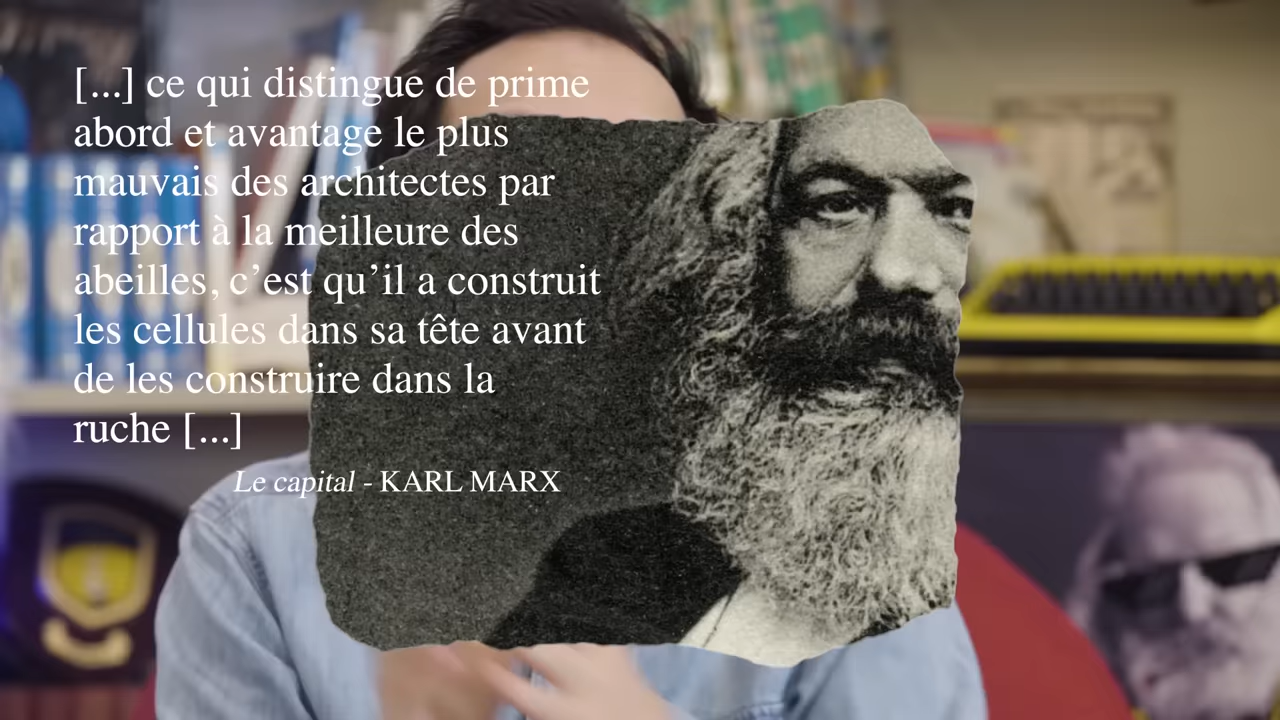 [...] ce qui distingue de prime
abord et avantage le plus
mauvais des architectes par
rapport à la meilleure des
abeilles, c’est qu’il a construit
les cellules dans sa tête avant
de les construire dans la
ruche [...]
Le capital - KARL MARX